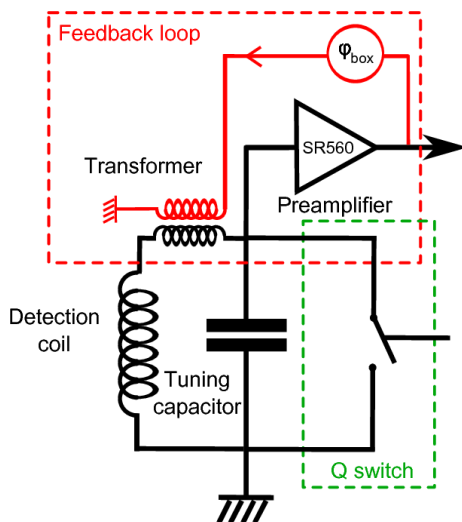 Feedback loop
φbox
SR560
Transformer
Preamplifier
Detection
coil
Tuning
capacitor
Q switch